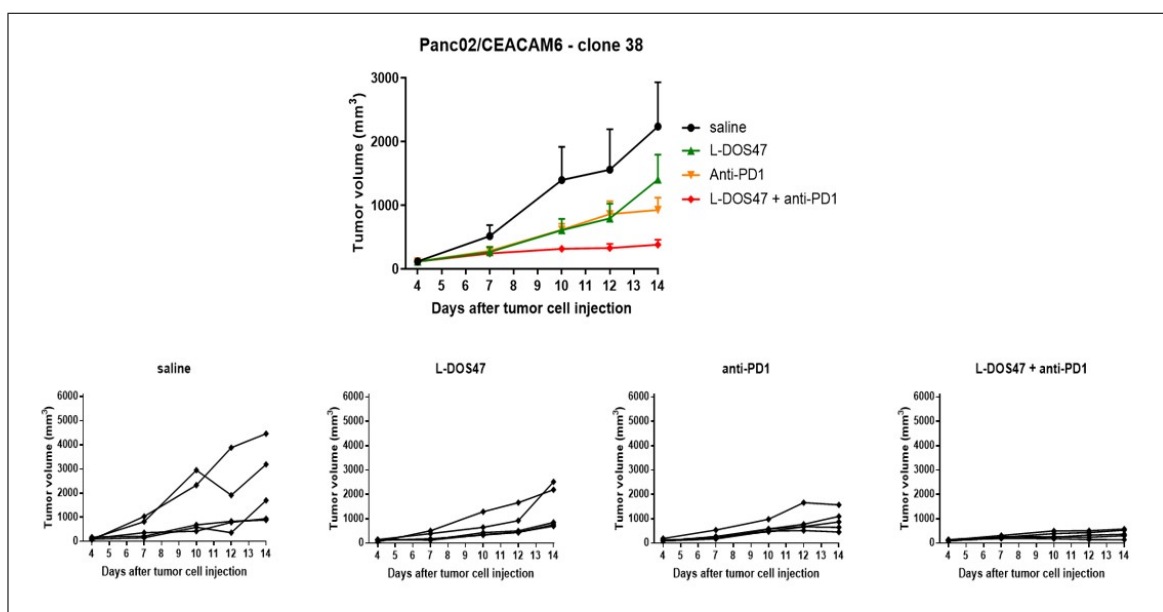 Panc02/CEACAM6 - clone 38
Tumor volume (mm³)
3000
2000
1000
0
4 5 6 7 8 9 10 11 12 13 14
Days after tumor cell injection
saline
L-DOS47
Anti-PD1
L-DOS47 + anti-PD1
saline
Tumor volume (mm³)
6000
5000
4000
3000
2000
1000
0
4 5 6 7 8 9 10 11 12 13 14
Days after tumor cell injection
L-DOS47
Tumor volume (mm³)
6000
5000
4000
3000
2000
1000
0
4 5 6 7 8 9 10 11 12 13 14
Days after tumor cell injection
anti-PD1
Tumor volume (mm³)
6000
5000
4000
3000
2000
1000
0
4 5 6 7 8 9 10 11 12 13 14
Days after tumor cell injection
L-DOS47 + anti-PD1
Tumor volume (mm³)
6000
5000
4000
3000
2000
1000
0
4 5 6 7 8 9 10 11 12 13 14
Days after tumor cell injection